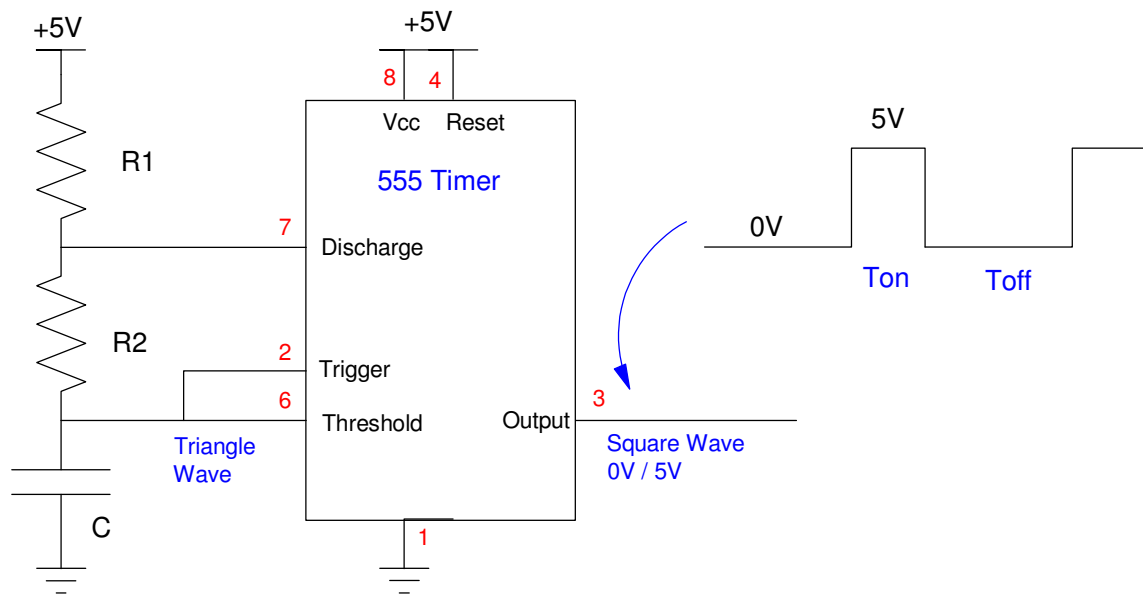 +5V
+5V
8
4
Vcc
Reset
5V
R1
555 Timer
7
0V
Discharge
Ton
Toff
R2
2
Trigger
6
3
Threshold
Output
Triangle
Wave
Square Wave
0V / 5V
C
1